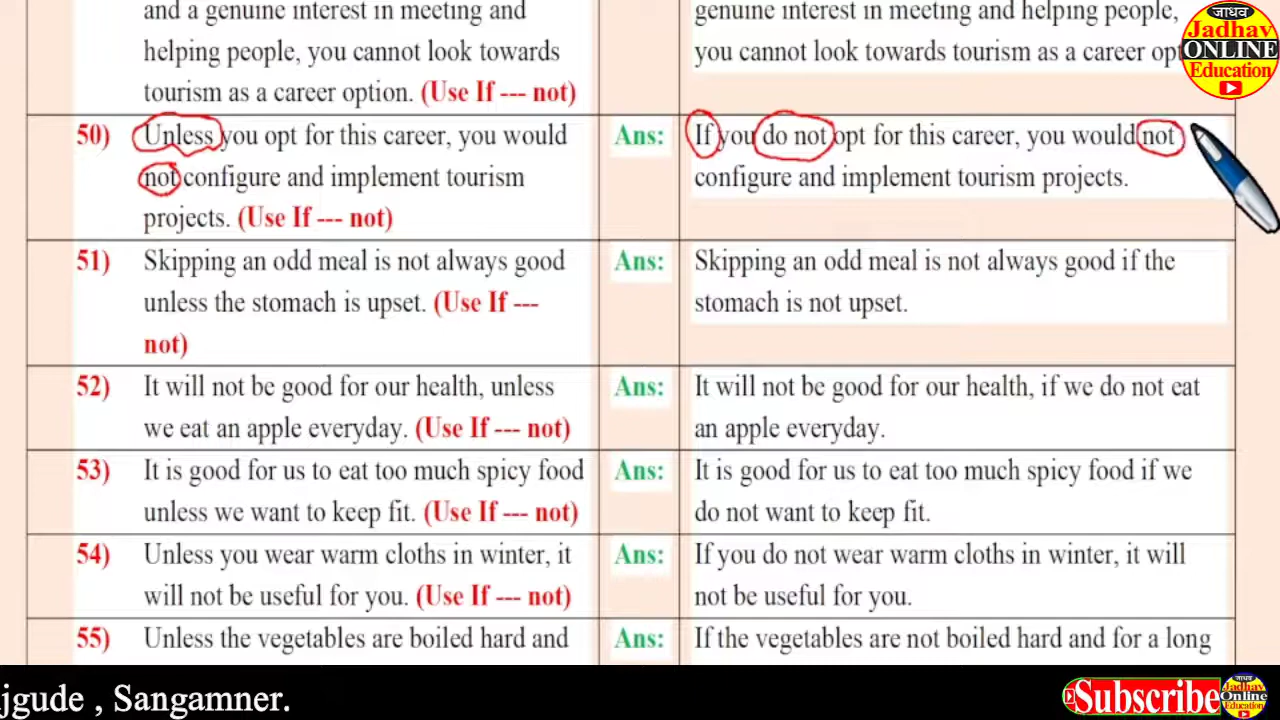 and a genuine interest in meeting and
helping people, you cannot look towards
tourism as a career option. (Use If --- not)
genuine interest in meeting and helping people,
you cannot look towards tourism as a career
जाधव
Jadhav
ONLINE
Education
50) Unless you opt for this career, you would
not configure and implement tourism
projects. (Use If --- not)
Ans: If you do not opt for this career, you would not
configure and implement tourism projects.
51) Skipping an odd meal is not always good
unless the stomach is upset. (Use If ---
not)
Ans: Skipping an odd meal is not always good if the
stomach is not upset.
52) It will not be good for our health, unless
we eat an apple everyday. (Use If --- not)
Ans: It will not be good for our health, if we do not eat
an apple everyday.
53) It is good for us to eat too much spicy food
unless we want to keep fit. (Use If --- not)
Ans: It is good for us to eat too much spicy food if we
do not want to keep fit.
54) Unless you wear warm cloths in winter, it
will not be useful for you. (Use If --- not)
Ans: If you do not wear warm cloths in winter, it will
not be useful for you.
55) Unless the vegetables are boiled hard and
Ans: If the vegetables are not boiled hard and for a long
jgude , Sangamner.
Subscribe
जाधव
Jadhav
Online
Education